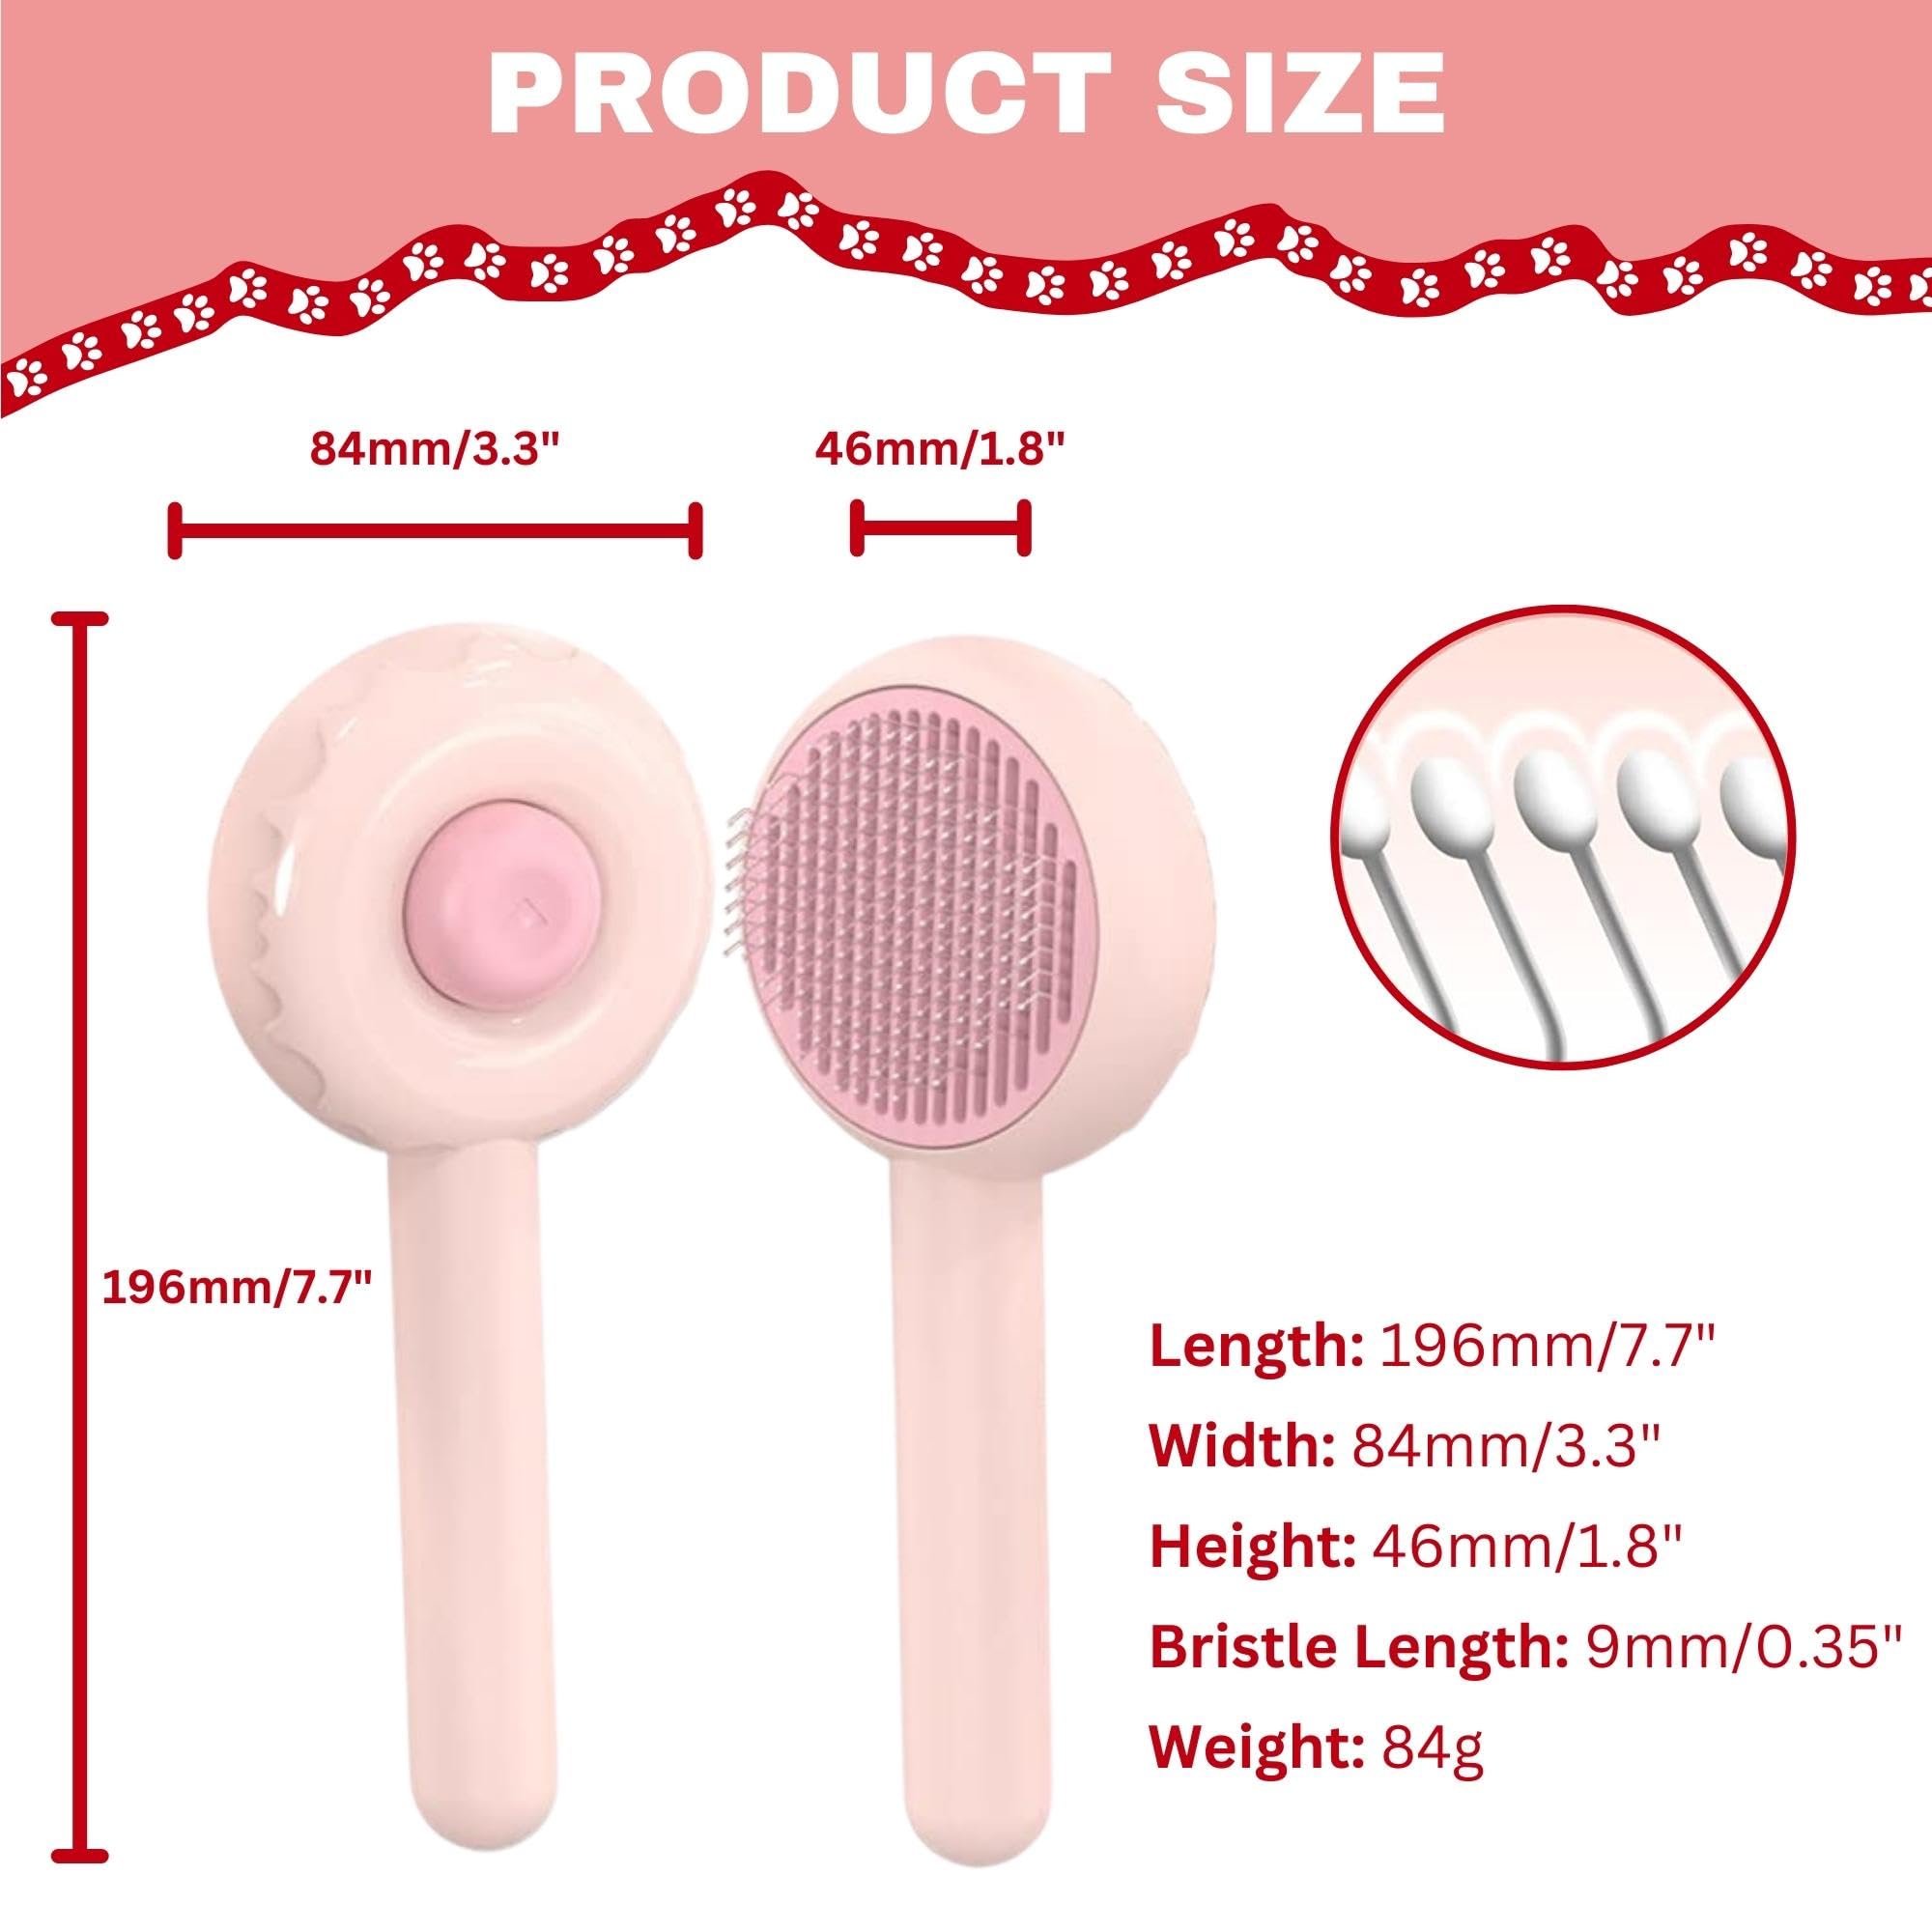 PRODUCT SIZE
84mm/3.3"
46mm/1.8"
196mm/7.7"
Length: 196mm/7.7"
Width: 84mm/3.3"
Height: 46mm/1.8"
Bristle Length: 9mm/0.35"
Weight: 84g